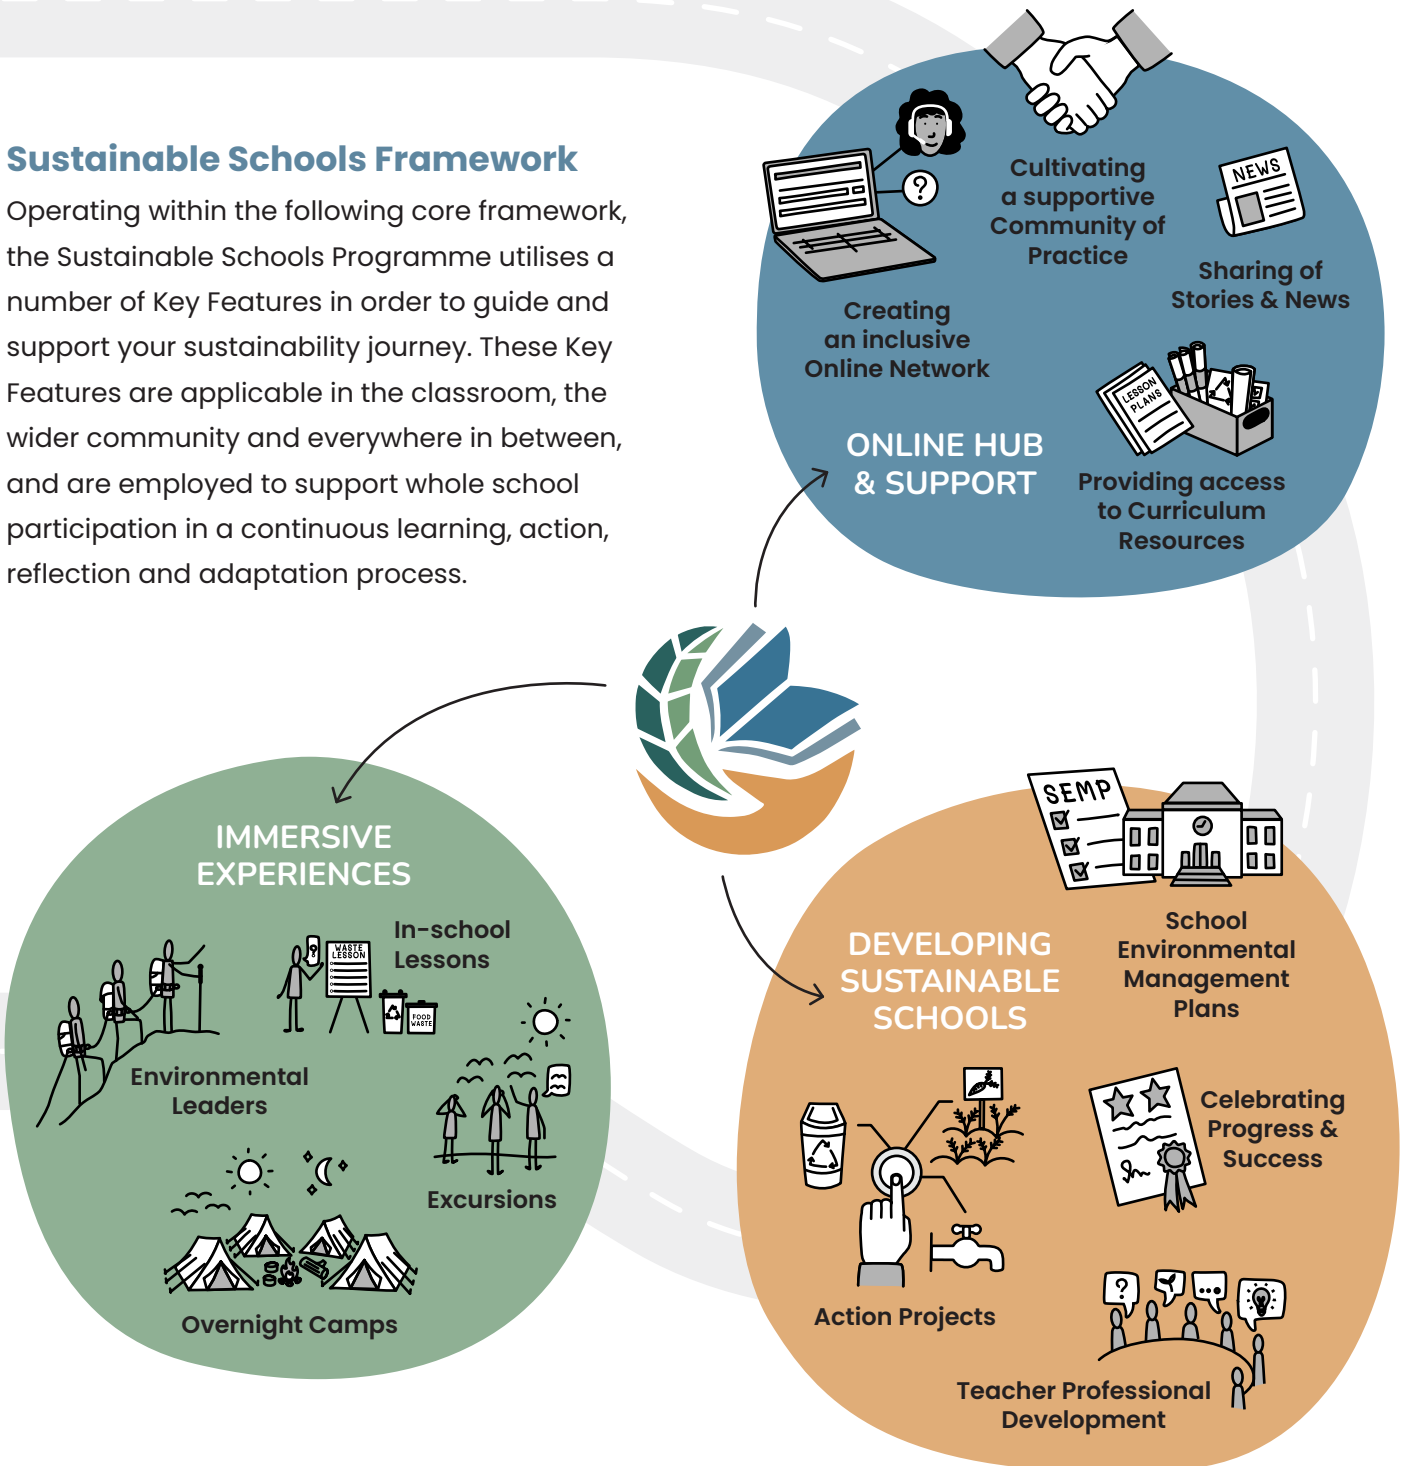 Sustainable Schools Framework
Operating within the following core framework,
the Sustainable Schools Programme utilises a
number of Key Features in order to guide and
support your sustainability journey. These Key
Features are applicable in the classroom, the
wider community and everywhere in between,
and are employed to support whole school
participation in a continuous learning, action,
reflection and adaptation process.
?
Cultivating
a supportive
Community of
Practice
NEWS
Sharing of
Stories & News
Creating
an inclusive
Online Network
LESSON
PLANS
ONLINE HUB
& SUPPORT
Providing access
to Curriculum
Resources
IMMERSIVE
EXPERIENCES
In-school
Lessons
WASTE
LESSON
FOOD
WASTE
Environmental
Leaders
Excursions
Overnight Camps
SEMP
DEVELOPING
SUSTAINABLE
SCHOOLS
School
Environmental
Management
Plans
Celebrating
Progress &
Success
Action Projects
?
Teacher Professional
Development